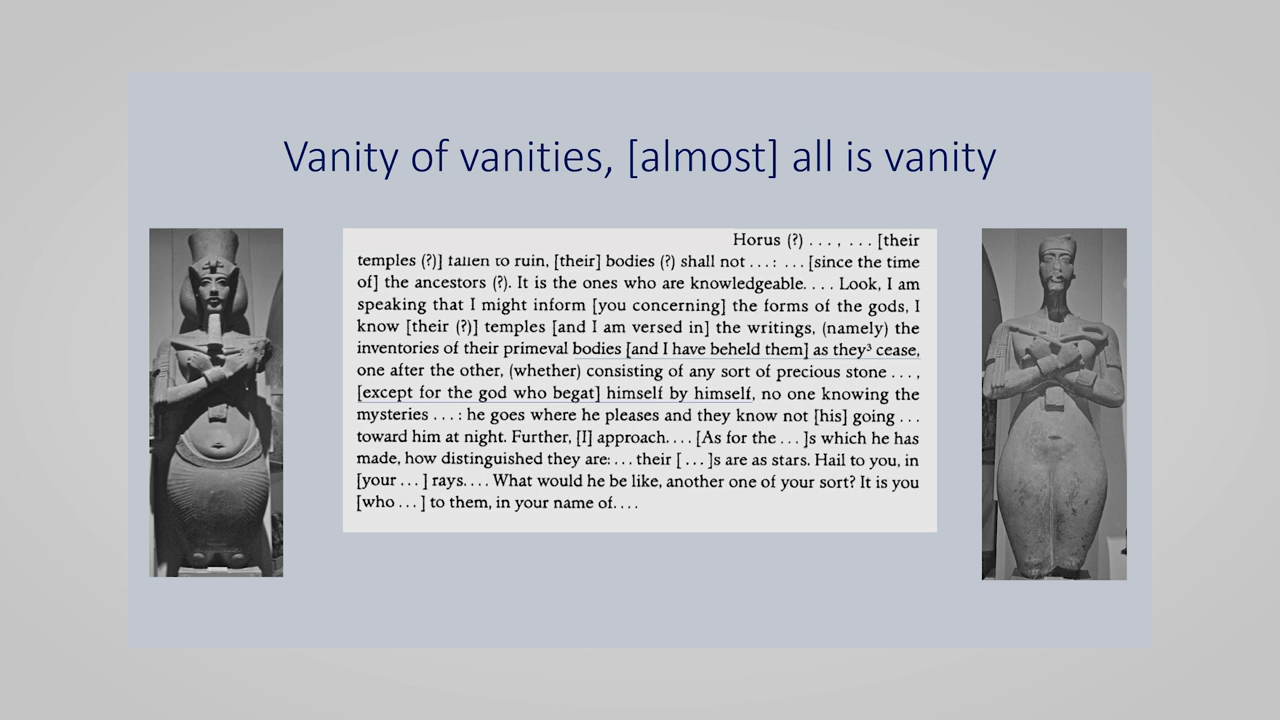 Vanity of vanities, [almost] all is vanity
Horus (?) . . . , . . . [their
temples (?)] fallen to ruin, [their] bodies (?) shall not . . . : . . . [since the time
of] the ancestors (?). It is the ones who are knowledgeable. . . . Look, I am
speaking that I might inform [you concerning] the forms of the gods, I
know [their (?)] temples [and I am versed in] the writings, (namely) the
inventories of their primeval bodies [and I have beheld them] as they³ cease,
one after the other, (whether) consisting of any sort of precious stone . . . ,
[except for the god who begat] himself by himself, no one knowing the
mysteries . . . : he goes where he pleases and they know not [his] going . . .
toward him at night. Further, [I] approach. . . . [As for the . . . ]s which he has
made, how distinguished they are: . . . their [ . . . ]s are as stars. Hail to you, in
[your . . . ] rays. . . . What would he be like, another one of your sort? It is you
[who . . . ] to them, in your name of. . . .